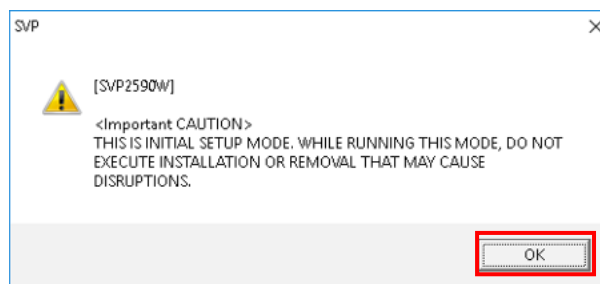 SVP
[SVP2590W]
<Important CAUTION>
THIS IS INITIAL SETUP MODE. WHILE RUNNING THIS MODE, DO NOT
EXECUTE INSTALLATION OR REMOVAL THAT MAY CAUSE
DISRUPTIONS.
OK